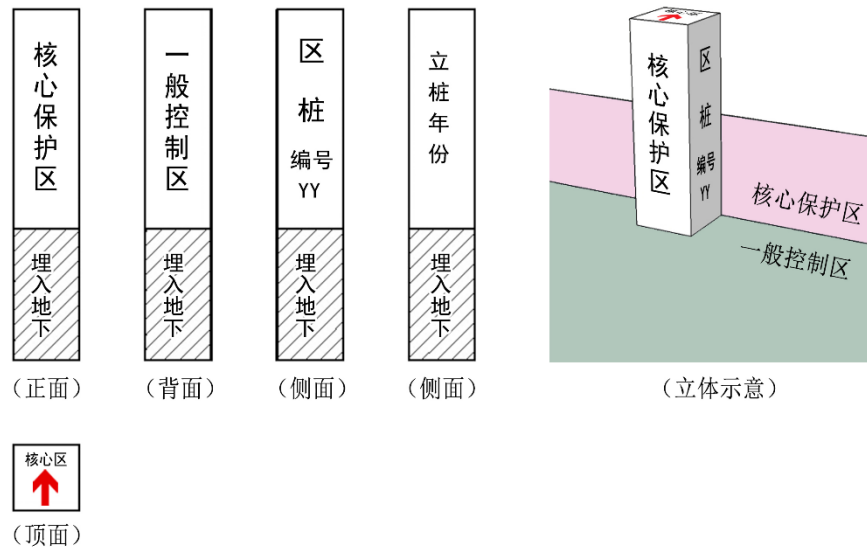 核心保护区
埋入地下
（正面）
一般控制区
埋入地下
（背面）
区桩
编号
YY
埋入地下
（侧面）
立桩年份
埋入地下
（侧面）
核心保护区
区桩
编号
YY
核心保护区
一般控制区
（立体示意）
核心区
（顶面）